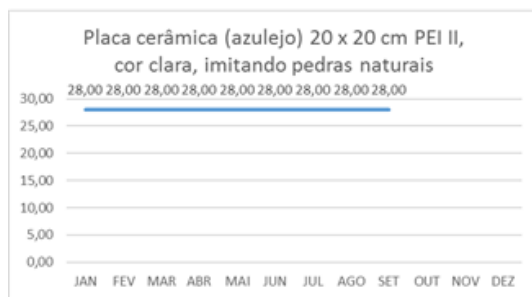 Placa cerâmica (azulejo) 20 x 20 cm PEI II,
cor clara, imitando pedras naturais
28,00 28,00 28,00 28,00 28,00 28,00 28,00 28,00 28,00
30,00
25,00
20,00
15,00
10,00
5,00
0,00
JAN FEV MAR ABR MAI JUN JUL AGO SET OUT NOV DEZ